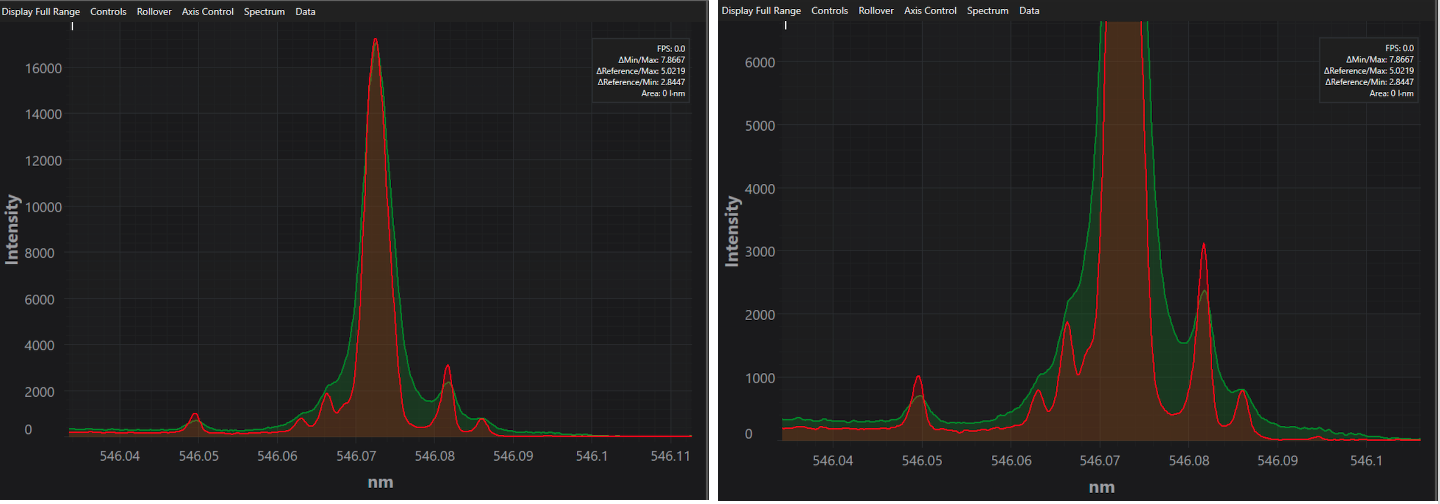 Display Full Range Controls Rollover Axis Control Spectrum Data
FPS: 0.0
ΔMin/Max: 7.8667
ΔReference/Max: 5.0219
ΔReference/Min: 2.8447
Area: 0 I·nm
Intensity
16000
14000
12000
10000
8000
6000
4000
2000
0
546.04 546.05 546.06 546.07 546.08 546.09 546.1 546.11
nm
Display Full Range Controls Rollover Axis Control Spectrum Data
FPS: 0.0
ΔMin/Max: 7.8667
ΔReference/Max: 5.0219
ΔReference/Min: 2.8447
Area: 0 I·nm
Intensity
6000
5000
4000
3000
2000
1000
0
546.04 546.05 546.06 546.07 546.08 546.09 546.1
nm